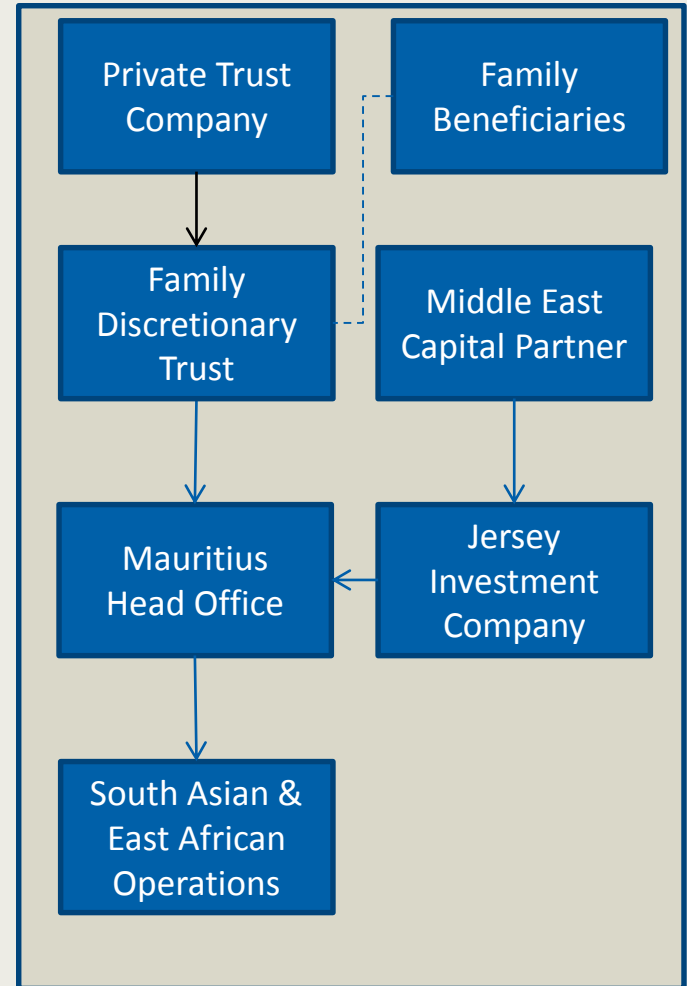 Private Trust
Company
Family
Beneficiaries
Family
Discretionary
Trust
Middle East
Capital Partner
Mauritius
Head Office
Jersey
Investment
Company
South Asian &
East African
Operations